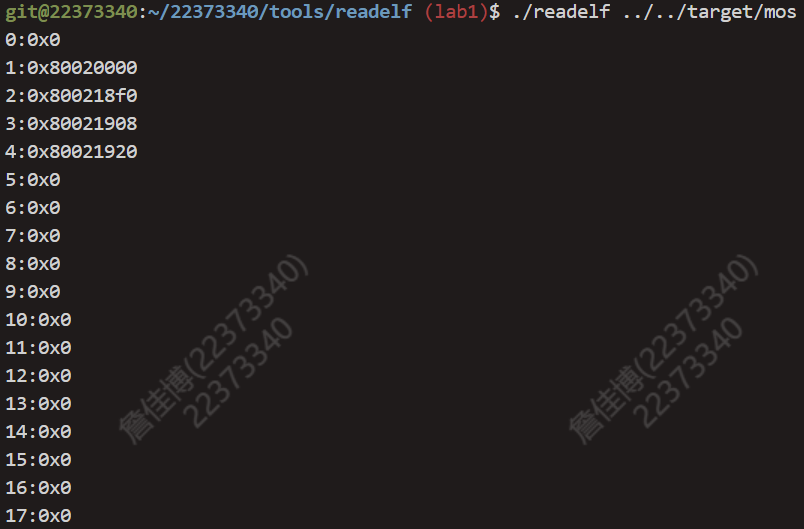 git@22373340:~/22373340/tools/readelf (lab1)$ ./readelf ../../target/mos
0:0x0
1:0x80020000
2:0x800218f0
3:0x80021908
4:0x80021920
5:0x0
6:0x0
7:0x0
8:0x0
9:0x0
10:0x0
11:0x0
12:0x0
13:0x0
14:0x0
15:0x0
16:0x0
17:0x0
詹佳博(22373340)
22373340
詹佳博(22373340)
22373340